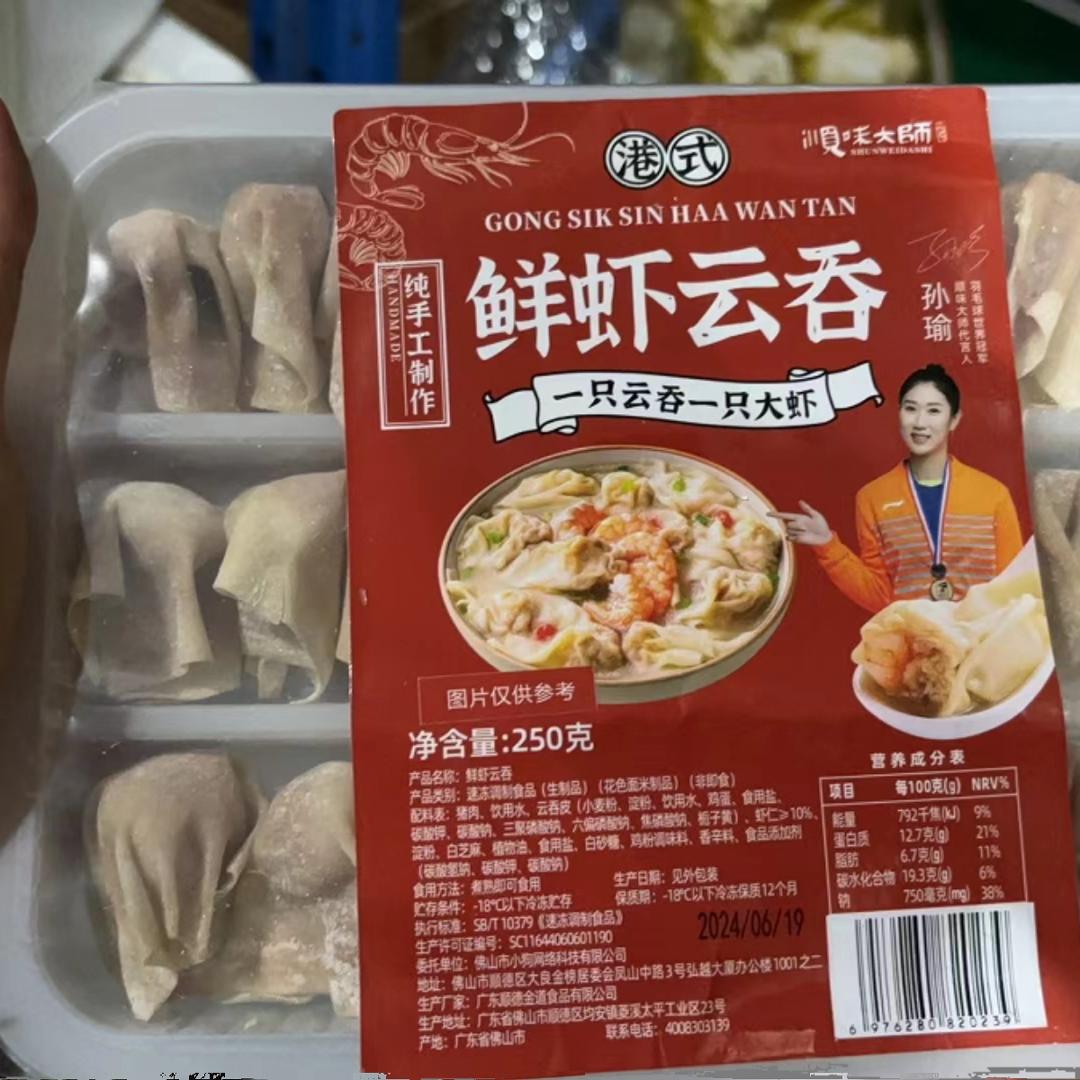 港式
順味大師
SHUNWEIDASHI
GONG SIK SIN HAA WAN TAN
鲜虾云吞
纯手工制作
HANDMADE
孙瑜
羽毛球世界冠军
顺味大师代言人
一只云吞一只大虾
图片仅供参考
净含量:250克
产品名称：鲜虾云吞
产品类别：速冻调制食品（生制品）（花色面米制品）（非即食）
配料表：猪肉、饮用水、云吞皮（小麦粉、淀粉、饮用水、鸡蛋、食用盐、
碳酸钾、碳酸钠、三聚磷酸钠、六偏磷酸钠、焦磷酸钠、栀子黄）、虾仁≥10%、
淀粉、白芝麻、植物油、食用盐、白砂糖、鸡粉调味料、香辛料、食品添加剂
（碳酸氢钠、碳酸钾、碳酸钠）
食用方法：煮熟即可食用
生产日期：见外包装
贮存条件：-18℃以下冷冻贮存
保质期：-18℃以下冷冻保质12个月
执行标准：SB/T 10379《速冻调制食品》
2024/06/19
生产许可证编号：SC11644060601190
委托单位：佛山市小狗网络科技有限公司
地址：佛山市顺德区大良金榜居委会凤山中路3号弘越大厦办公楼1001之二
生产厂家：广东顺德金道食品有限公司
生产地址：广东省佛山市顺德区均安镇菱溪太平工业区23号
产地：广东省佛山市
联系电话：4008303139
营养成分表
项目 每100克(g) NRV%
能量 792千焦(kJ) 9%
蛋白质 12.7克(g) 21%
脂肪 6.7克(g) 11%
碳水化合物 19.3克(g) 6%
钠 750毫克(mg) 38%
6 976280 820239